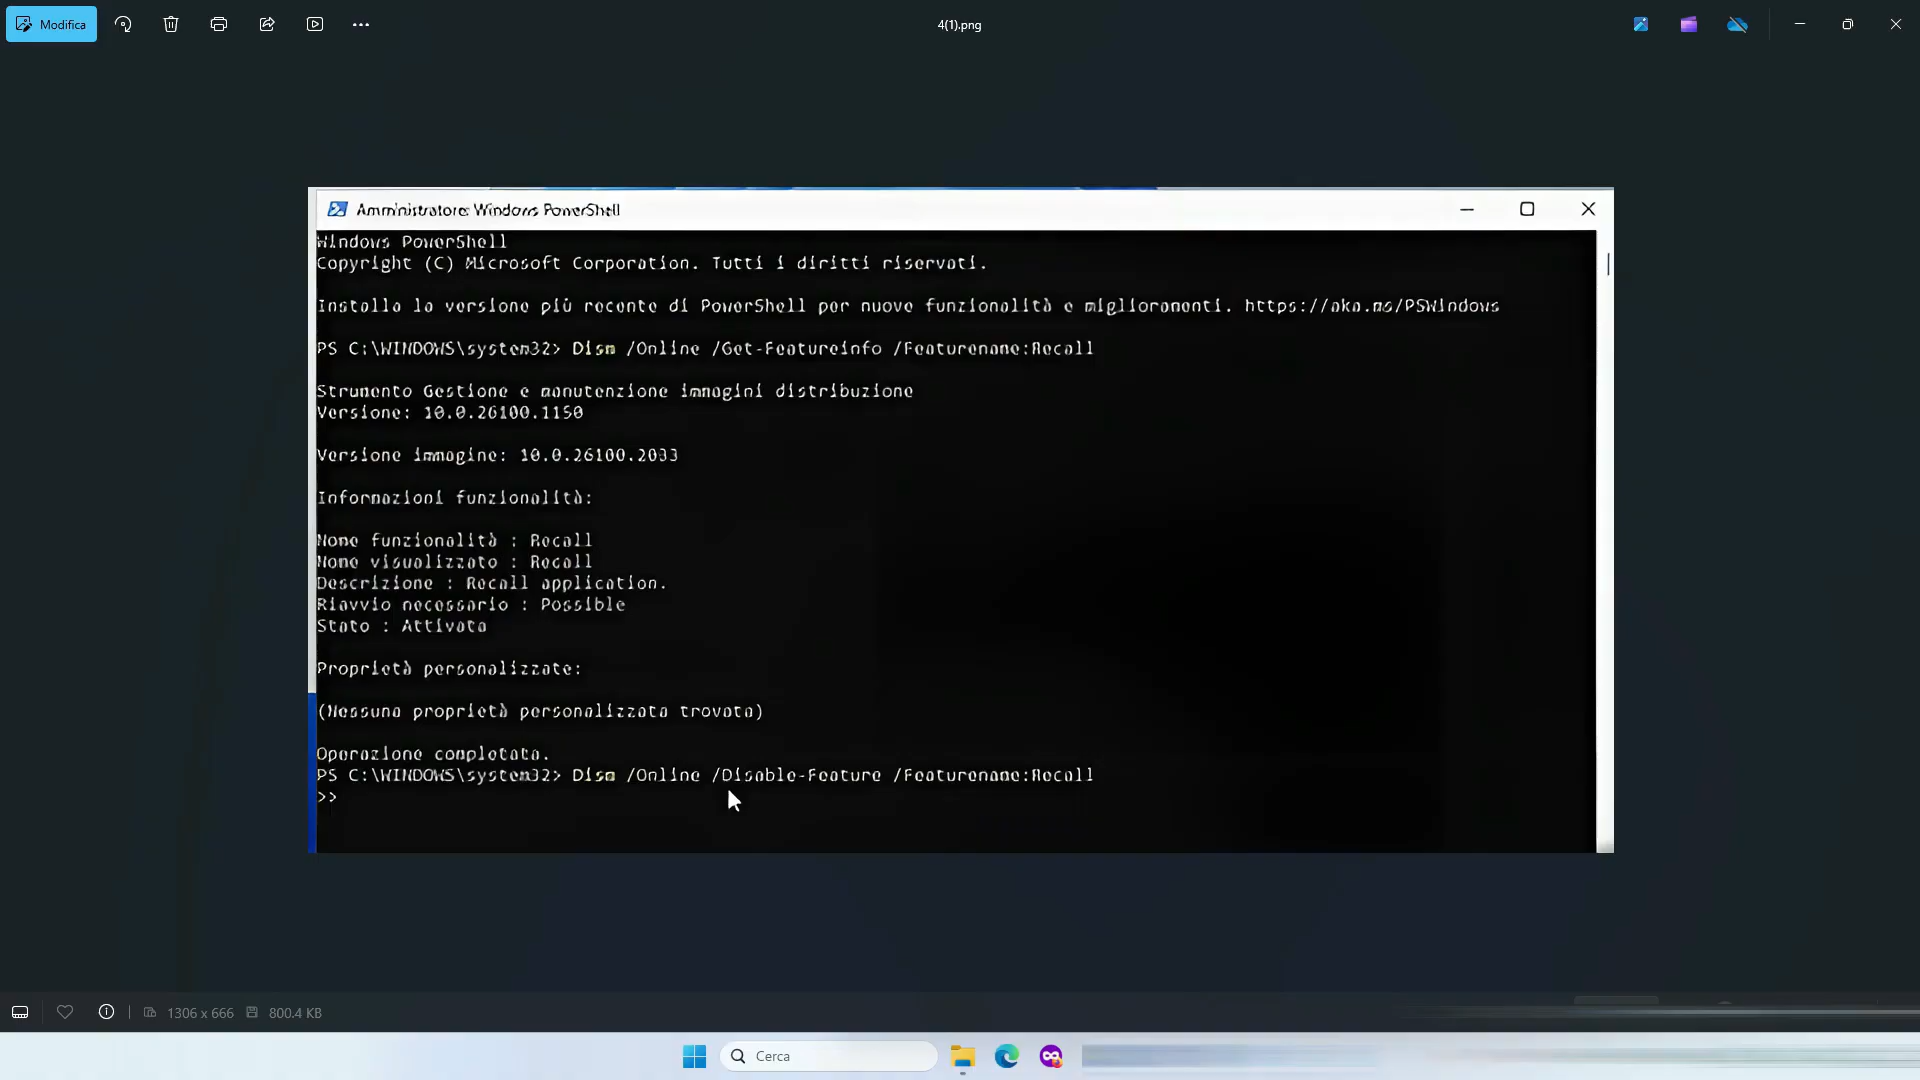 Modifica
4(1).png
Amministratore: Windows PowerShell
Windows PowerShell
Copyright (C) Microsoft Corporation. Tutti i diritti riservati.
Installa la versione più recente di PowerShell per nuove funzionalità e miglioramenti. https://aka.ms/PSWindows
PS C:\WINDOWS\system32> Dism /Online /Get-Featureinfo /Featurename:Recall
Strumento Gestione e manutenzione immagini distribuzione
Versione: 10.0.26100.1150
Versione immagine: 10.0.26100.2033
Informazioni funzionalità:
Nome funzionalità : Recall
Nome visualizzato : Recall
Descrizione : Recall application.
Riavvio necessario : Possible
Stato : Attivata
Proprietà personalizzate:
(Nessuna proprietà personalizzata trovata)
Operazione completata.
PS C:\WINDOWS\system32> Dism /Online /Disable-Feature /Featurename:Recall
>>
1306 x 666
800.4 KB
Cerca